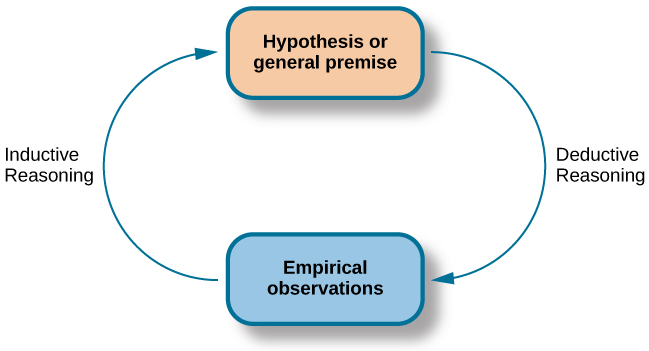 Hypothesis or
general premise
Inductive
Reasoning
Deductive
Reasoning
Empirical
observations